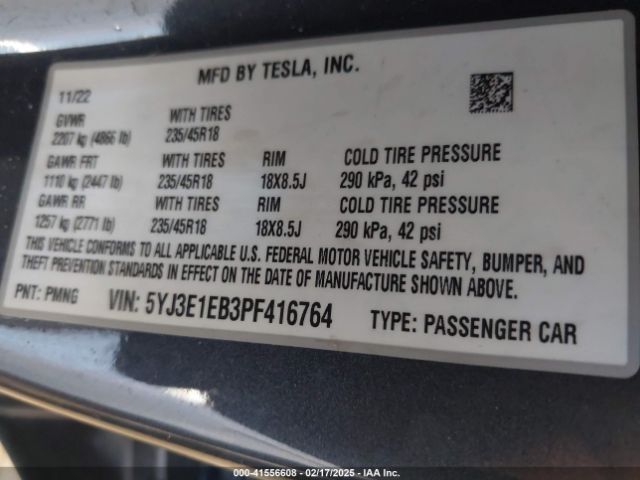 MFD BY TESLA, INC.
11/22
GVWR WITH TIRES
2207 kg (4866 lb) 235/45R18
GAWR FRT WITH TIRES RIM COLD TIRE PRESSURE
1110 kg (2447 lb) 235/45R18 18X8.5J 290 kPa, 42 psi
GAWR RR WITH TIRES RIM COLD TIRE PRESSURE
1257 kg (2771 lb) 235/45R18 18X8.5J 290 kPa, 42 psi
THIS VEHICLE CONFORMS TO ALL APPLICABLE U.S. FEDERAL MOTOR VEHICLE SAFETY, BUMPER, AND
THEFT PREVENTION STANDARDS IN EFFECT ON THE DATE OF MANUFACTURE SHOWN ABOVE.
PNT: PMNG VIN: 5YJ3E1EB3PF416764 TYPE: PASSENGER CAR
000-41556608 - 02/17/2025 - IAA Inc.